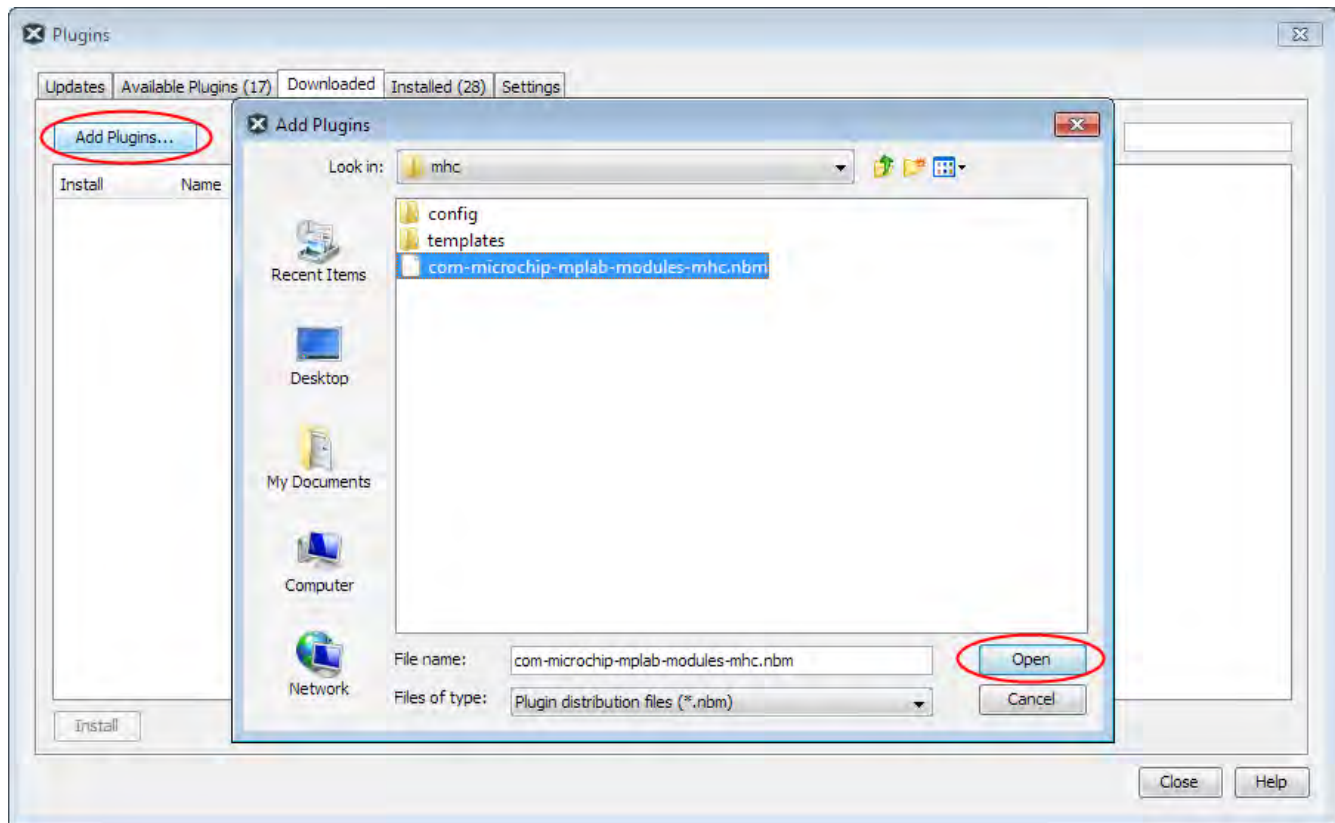 Plugins
Updates Available Plugins (17) Downloaded Installed (28) Settings
Add Plugins...
Install Name
Add Plugins
Look in: mhc
config
templates
com-microchip-mplab-modules-mhc.nbm
Recent Items
Desktop
My Documents
Computer
Network
File name: com-microchip-mplab-modules-mhc.nbm Open
Files of type: Plugin distribution files (*.nbm) Cancel
Install
Close Help